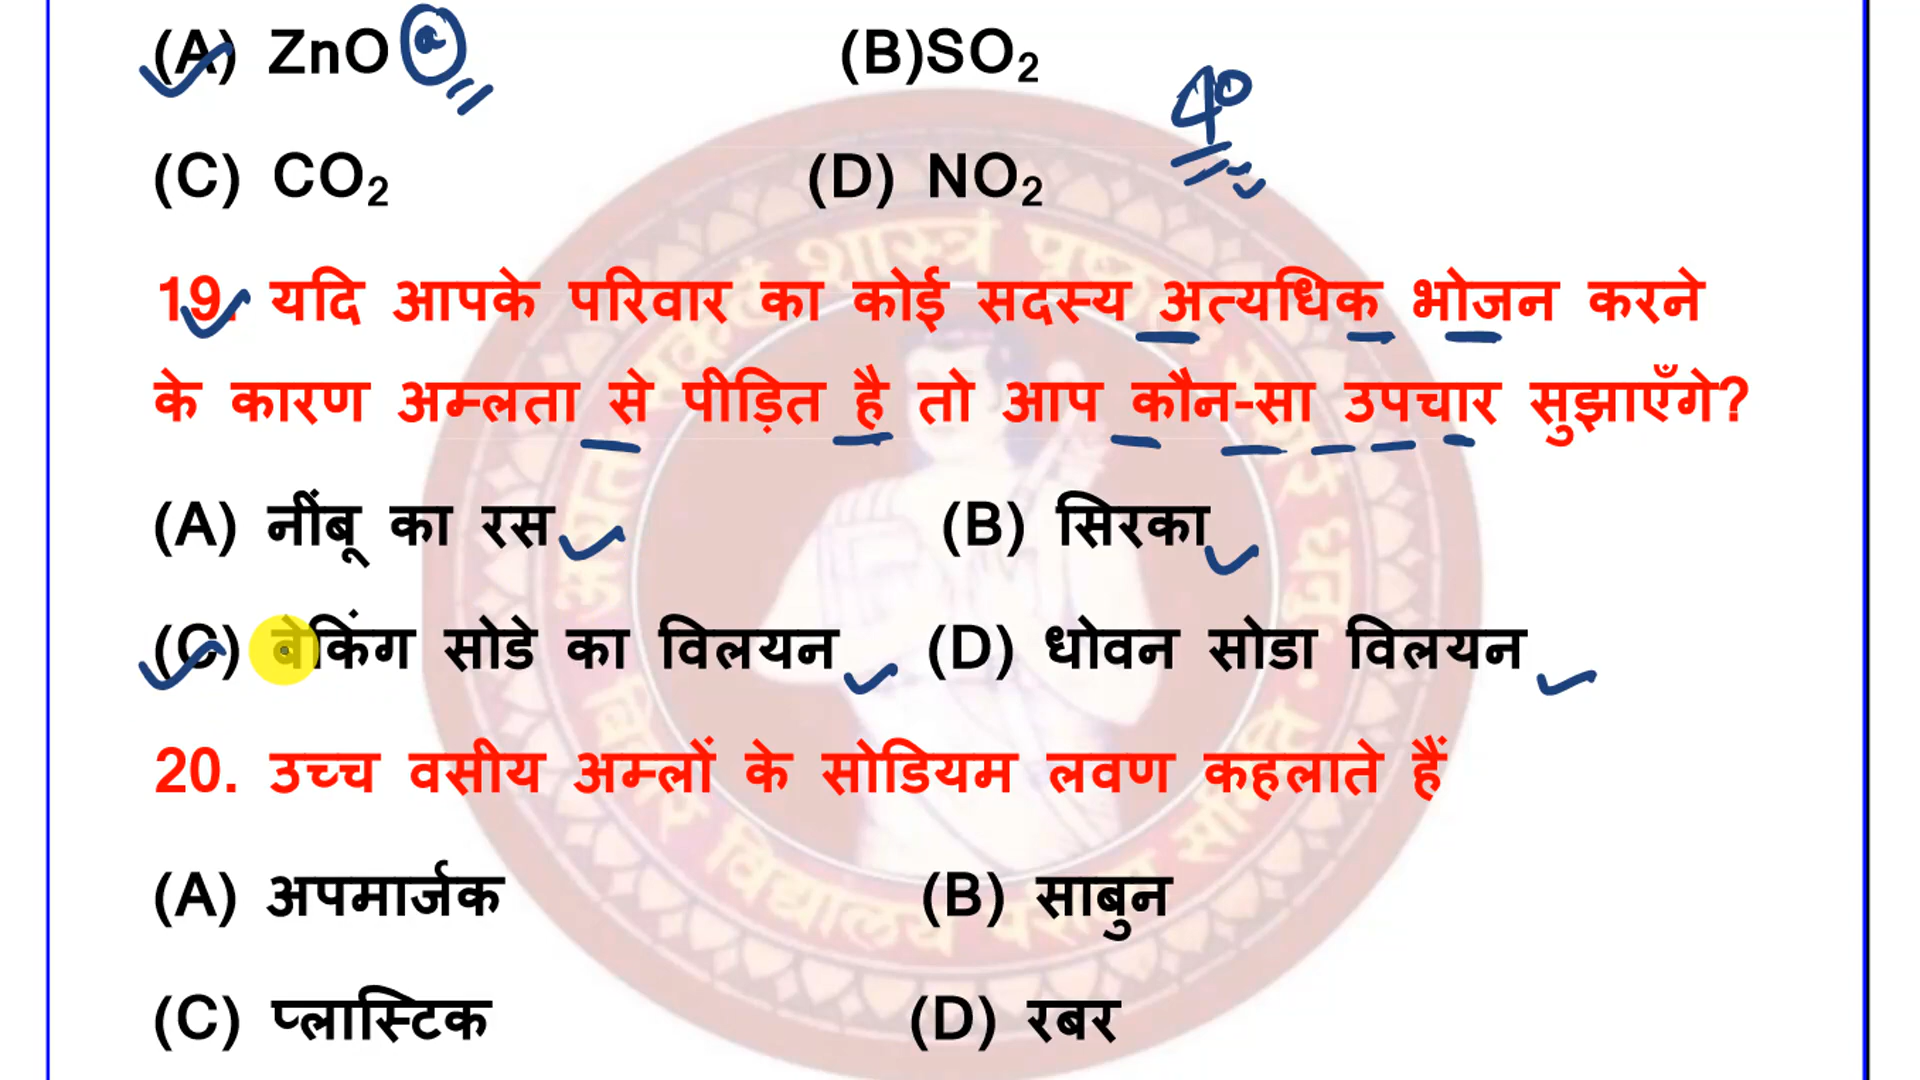 (A) ZnO a (B)SO₂
40
(C) CO₂ (D) NO₂
19. यदि आपके परिवार का कोई सदस्य अत्यधिक भोजन करने
के कारण अम्लता से पीड़ित है तो आप कौन-सा उपचार सुझाएँगे?
(A) नींबू का रस (B) सिरका
(C) बेकिंग सोडे का विलयन (D) धोवन सोडा विलयन
20. उच्च वसीय अम्लों के सोडियम लवण कहलाते हैं
(A) अपमार्जक (B) साबुन
(C) प्लास्टिक (D) रबर